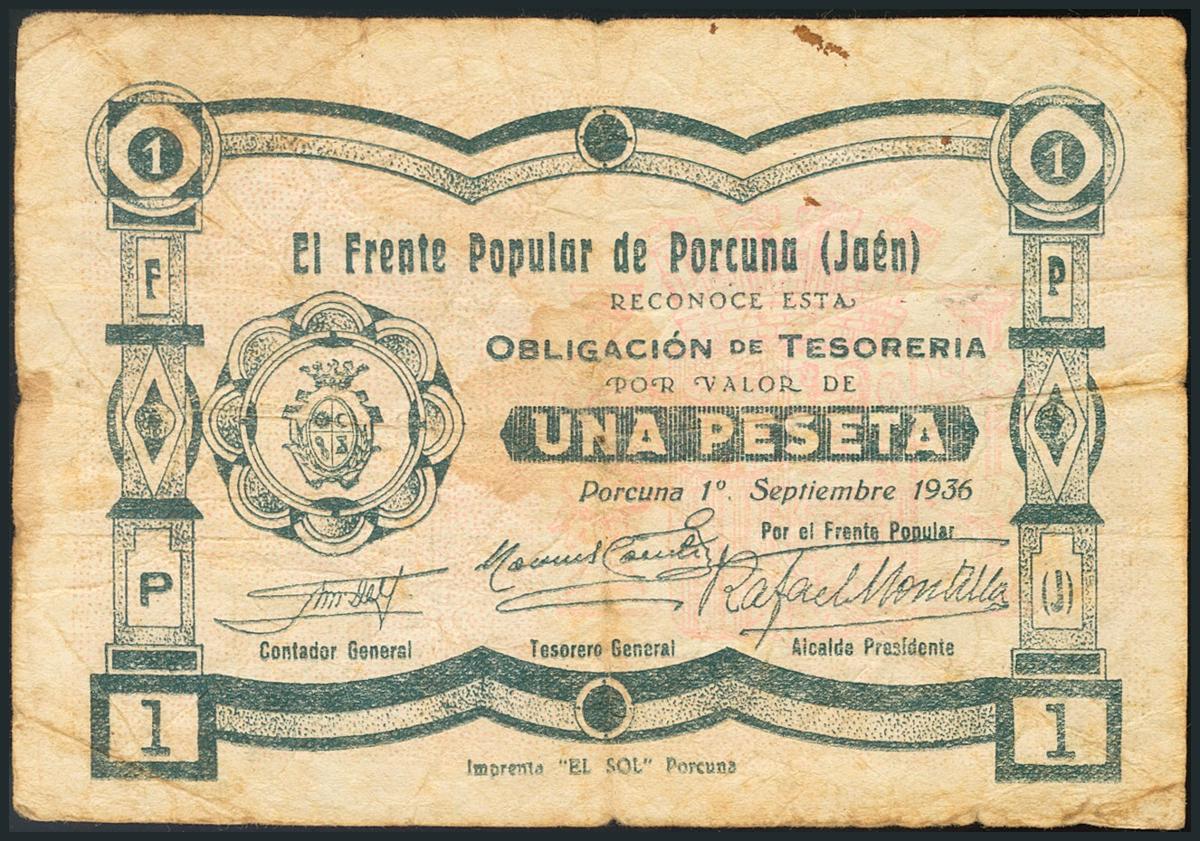 1 1
F P
El Frente Popular de Porcuna (Jaén)
RECONOCE ESTA
OBLIGACIÓN DE TESORERIA
POR VALOR DE
UNA PESETA
Porcuna 1º. Septiembre 1936
Por el Frente Popular
P (J)
Rafael Montilla
Contador General Tesorero General Alcalde Presidente
1 1
Imprenta "EL SOL" Porcuna